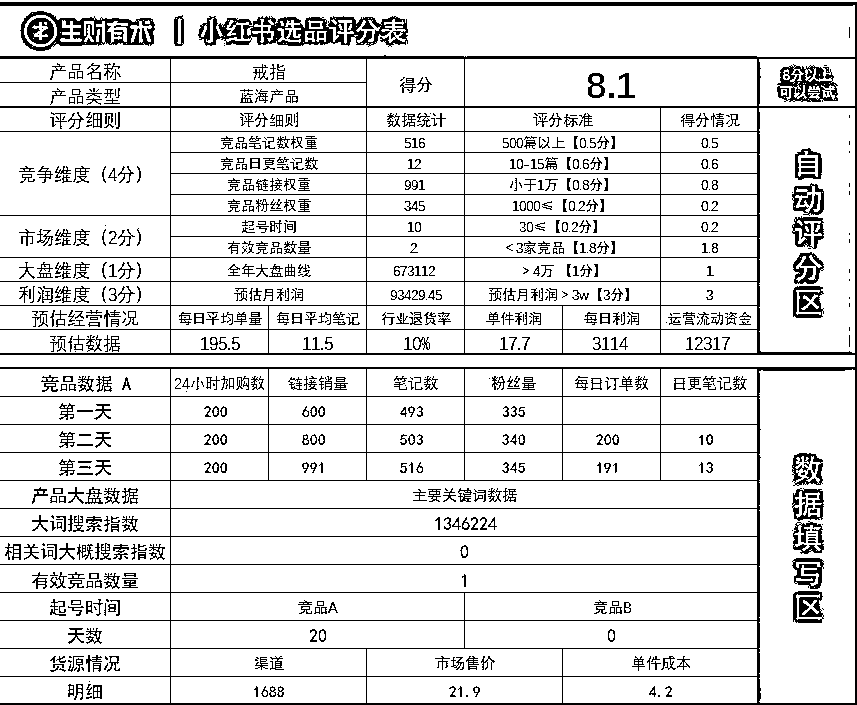 生财有术 | 小红书选品评分表
产品名称 戒指 得分 8.1 8分以上 可以尝试
产品类型 蓝海产品
评分细则 评分细则 数据统计 评分标准 得分情况
自动评分区
竞争维度（4分） 竞品笔记数权重 516 500篇以上【0.5分】 0.5
竞品日更笔记数 12 10-15篇【0.6分】 0.6
竞品链接权重 991 小于1万【0.8分】 0.8
竞品粉丝权重 345 1000≤【0.2分】 0.2
市场维度（2分） 起号时间 10 30≤【0.2分】 0.2
有效竞品数量 2 <3家竞品【1.8分】 1.8
大盘维度（1分） 全年大盘曲线 673112 >4万 【1分】 1
利润维度（3分） 预估月利润 93429.45 预估月利润>3w【3分】 3
预估经营情况 每日平均单量 每日平均笔记 行业退货率 单件利润 每日利润 运营流动资金
预估数据 195.5 11.5 10% 17.7 3114 12317
竞品数据 A 24小时加购数 链接销量 笔记数 粉丝量 每日订单数 日更笔记数
第一天 200 600 493 335
第二天 200 800 503 340 200 10
第三天 200 991 516 345 191 13
数据填写区
产品大盘数据 主要关键词数据
大词搜索指数 1346224
相关词大概搜索指数 0
有效竞品数量 1
起号时间 竞品A 竞品B
天数 20 0
货源情况 渠道 市场售价 单件成本
明细 1688 21.9 4.2